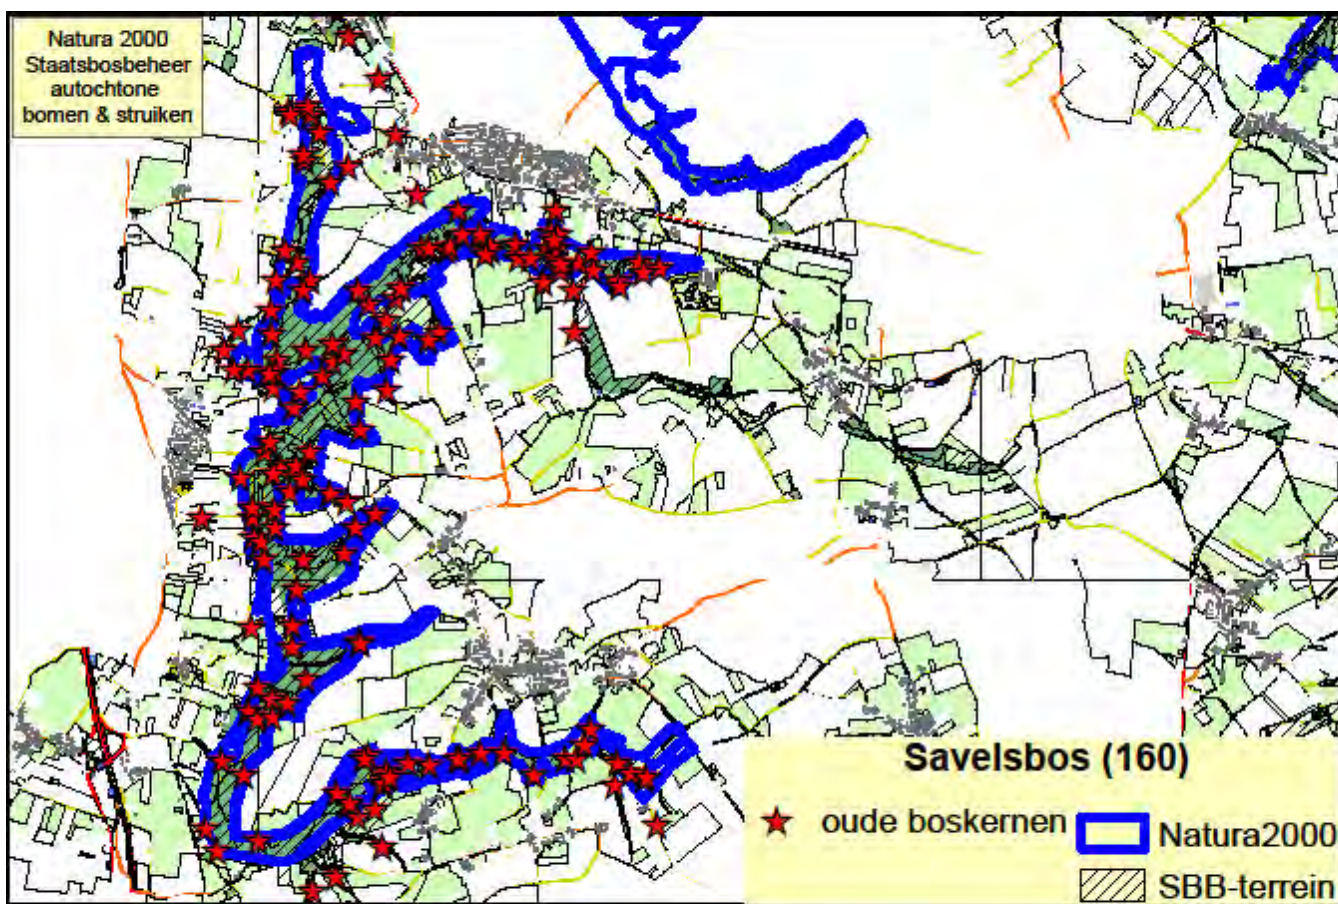 Natura 2000
Staatsbosbeheer
autochtone
bomen & struiken
Savelsbos (160)
oude boskernen
Natura2000
SBB-terrein